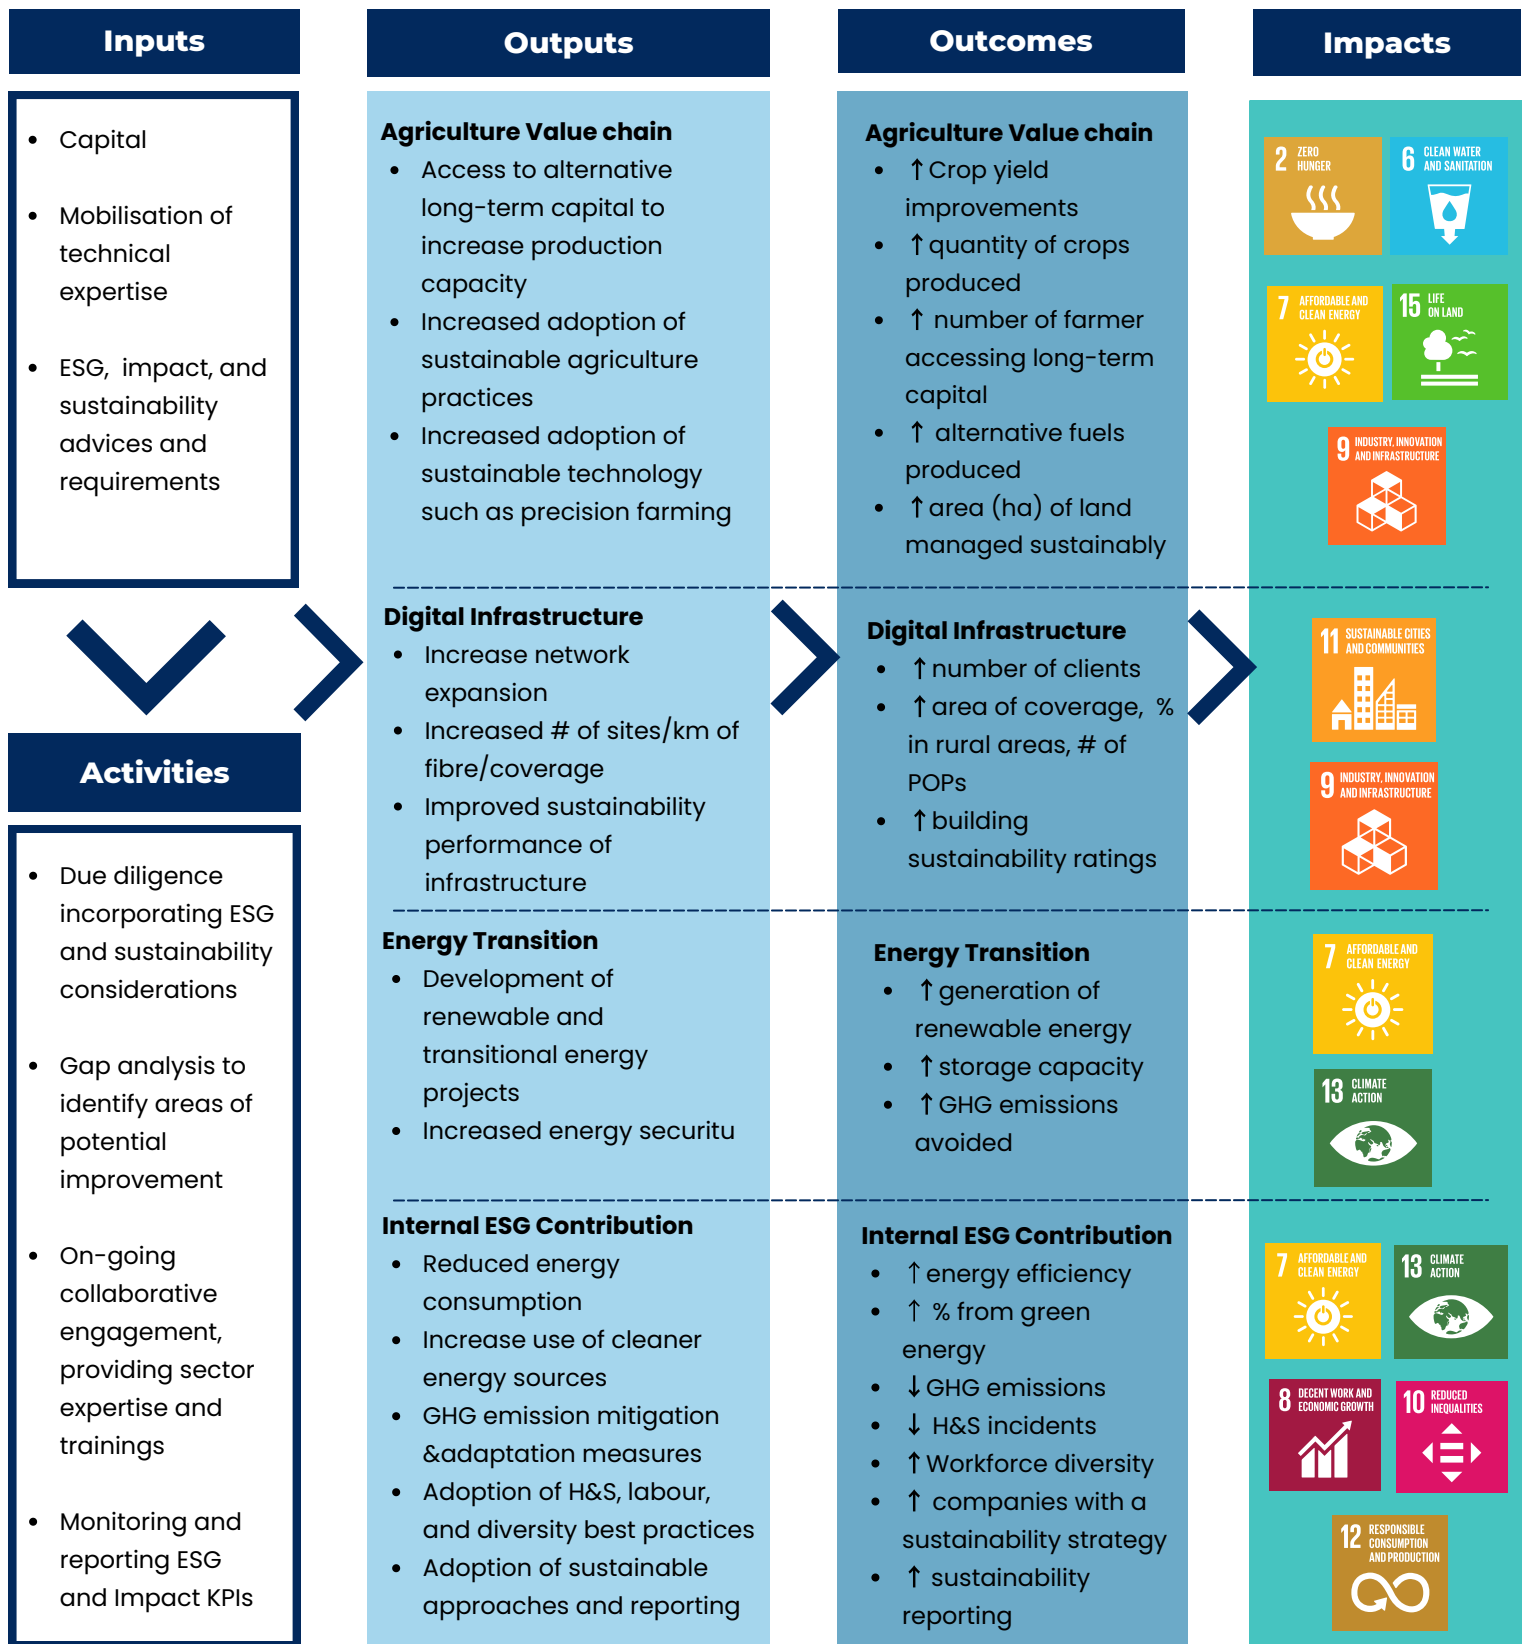 Inputs
• Capital
• Mobilisation of
technical
expertise
• ESG, impact, and
sustainability
advices and
requirements
Activities
• Due diligence
incorporating ESG
and sustainability
considerations
• Gap analysis to
identify areas of
potential
improvement
• On-going
collaborative
engagement,
providing sector
expertise and
trainings
• Monitoring and
reporting ESG
and Impact KPIs
Outputs
Agriculture Value chain
• Access to alternative
long-term capital to
increase production
capacity
• Increased adoption of
sustainable agriculture
practices
• Increased adoption of
sustainable technology
such as precision farming
Digital Infrastructure
• Increase network
expansion
• Increased # of sites/km of
fibre/coverage
• Improved sustainability
performance of
infrastructure
Energy Transition
• Development of
renewable and
transitional energy
projects
• Increased energy securitu
Internal ESG Contribution
• Reduced energy
consumption
• Increase use of cleaner
energy sources
• GHG emission mitigation
&adaptation measures
• Adoption of H&S, labour,
and diversity best practices
• Adoption of sustainable
approaches and reporting
Outcomes
Agriculture Value chain
• ↑ Crop yield
improvements
• ↑ quantity of crops
produced
• ↑ number of farmer
accessing long-term
capital
• ↑ alternative fuels
produced
• ↑ area (ha) of land
managed sustainably
Digital Infrastructure
• ↑ number of clients
• ↑ area of coverage, %
in rural areas, # of
POPs
• ↑ building
sustainability ratings
Energy Transition
• ↑ generation of
renewable energy
• ↑ storage capacity
• ↑ GHG emissions
avoided
Internal ESG Contribution
• ↑ energy efficiency
• ↑ % from green
energy
• ↓ GHG emissions
• ↓ H&S incidents
• ↑ Workforce diversity
• ↑ companies with a
sustainability strategy
• ↑ sustainability
reporting
Impacts
2 ZERO
HUNGER
6 CLEAN WATER
AND SANITATION
7 AFFORDABLE AND
CLEAN ENERGY
15 LIFE
ON LAND
9 INDUSTRY, INNOVATION
AND INFRASTRUCTURE
11 SUSTAINABLE CITIES
AND COMMUNITIES
9 INDUSTRY, INNOVATION
AND INFRASTRUCTURE
7 AFFORDABLE AND
CLEAN ENERGY
13 CLIMATE
ACTION
7 AFFORDABLE AND
CLEAN ENERGY
13 CLIMATE
ACTION
8 DECENT WORK AND
ECONOMIC GROWTH
10 REDUCED
INEQUALITIES
12 RESPONSIBLE
CONSUMPTION
AND PRODUCTION